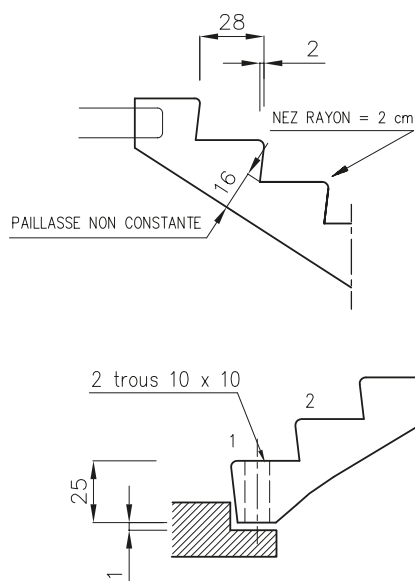 28
2
NEZ RAYON = 2 cm
16
PAILLASSE NON CONSTANTE
2 trous 10 x 10
2
1
25
1